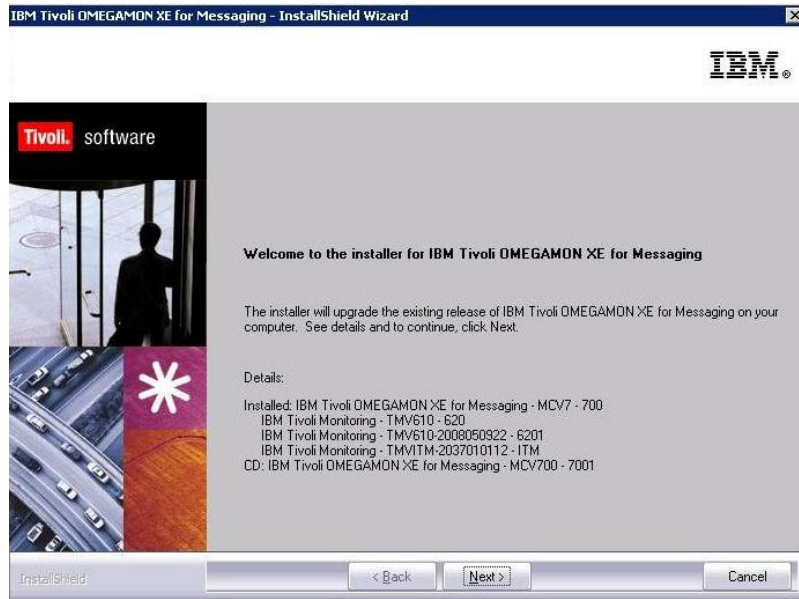 IBM Tivoli OMEGAMON XE for Messaging - InstallShield Wizard
IBM®
Tivoli. software
Welcome to the installer for IBM Tivoli OMEGAMON XE for Messaging
The installer will upgrade the existing release of IBM Tivoli OMEGAMON XE for Messaging on your
computer. See details and to continue, click Next.
Details:
Installed: IBM Tivoli OMEGAMON XE for Messaging - MCV7 - 700
IBM Tivoli Monitoring - TMV610 - 620
IBM Tivoli Monitoring - TMV610-2008050922 - 6201
IBM Tivoli Monitoring - TMVITM-2037010112 - ITM
CD: IBM Tivoli OMEGAMON XE for Messaging - MCV700 - 7001
InstallShield
< Back
Next >
Cancel